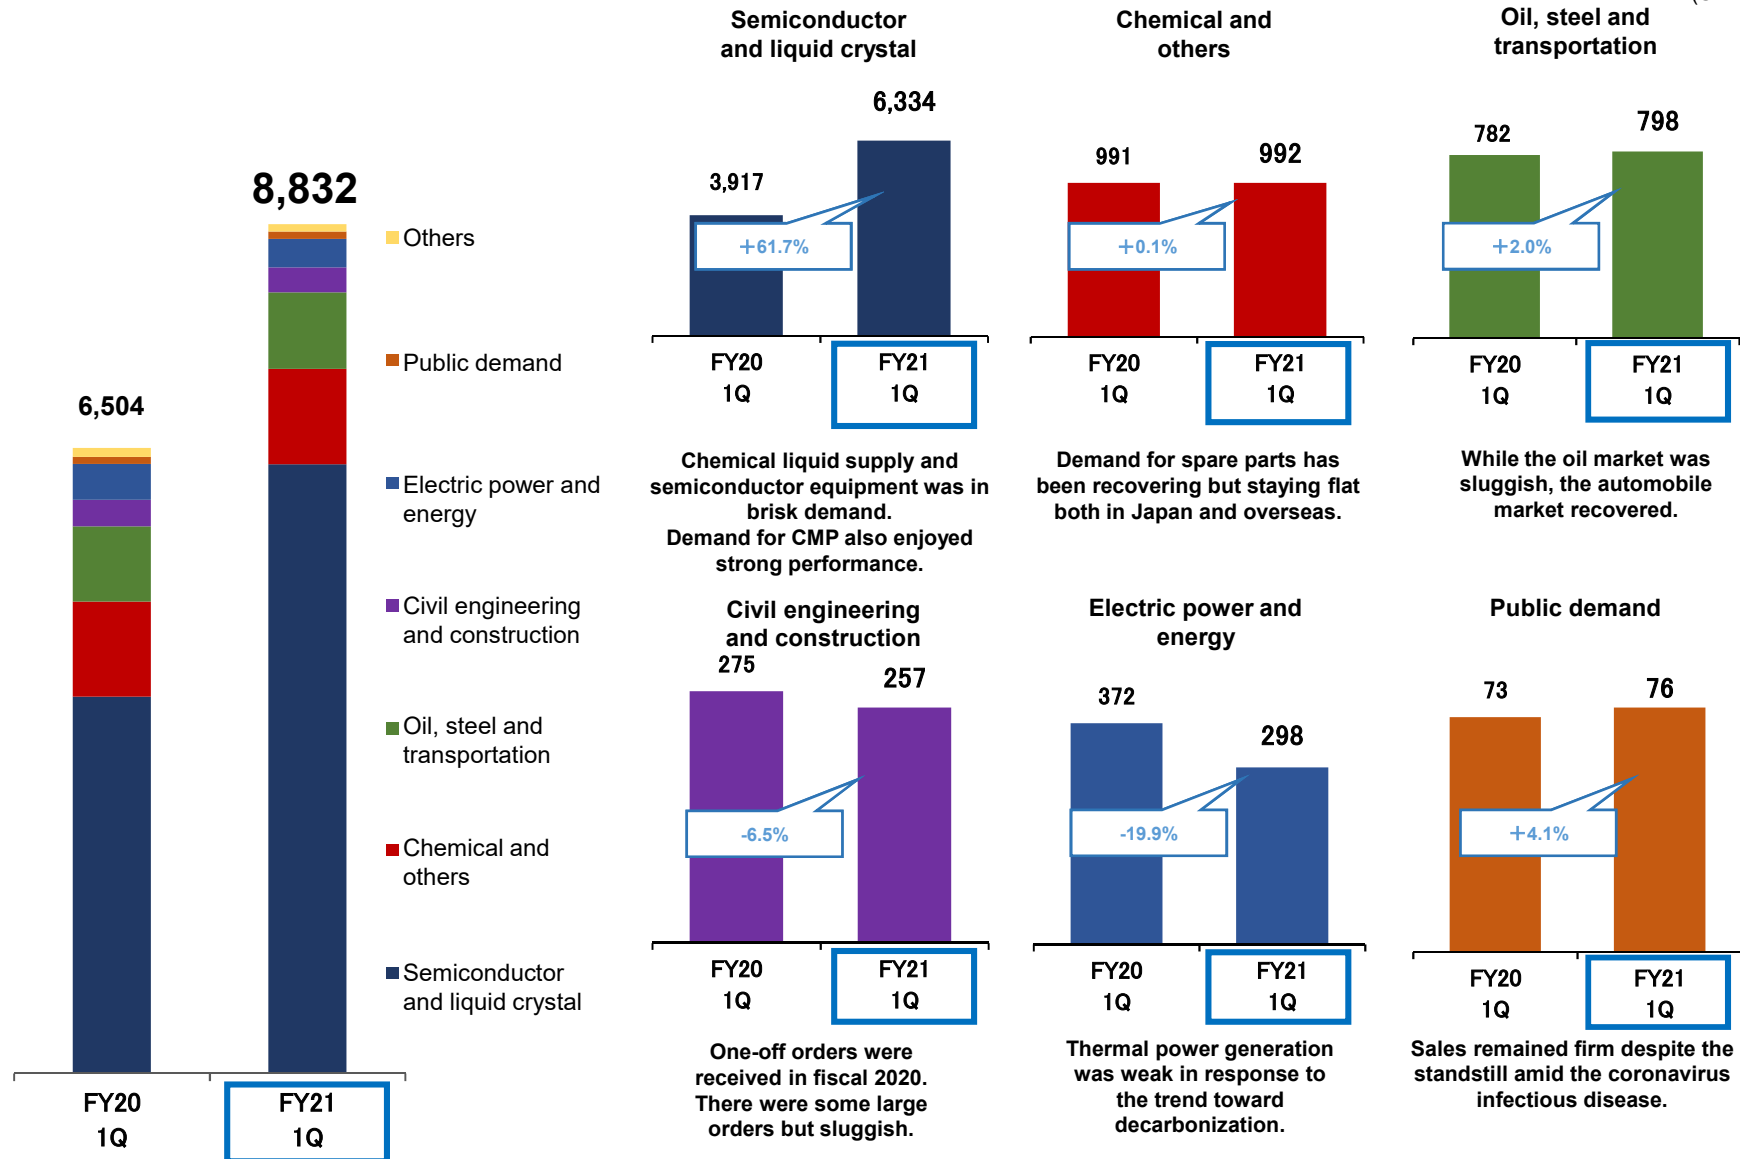 8,832
6,504
Others
Public demand
Electric power and
energy
Civil engineering
and construction
Oil, steel and
transportation
Chemical and
others
Semiconductor
and liquid crystal
FY20
1Q
FY21
1Q
Semiconductor
and liquid crystal
6,334
3,917
+61.7%
FY20
1Q
FY21
1Q
Chemical liquid supply and
semiconductor equipment was in
brisk demand.
Demand for CMP also enjoyed
strong performance.
Chemical and
others
991
992
+0.1%
FY20
1Q
FY21
1Q
Demand for spare parts has
been recovering but staying flat
both in Japan and overseas.
Oil, steel and
transportation
782
798
+2.0%
FY20
1Q
FY21
1Q
While the oil market was
sluggish, the automobile
market recovered.
Civil engineering
and construction
275
257
-6.5%
FY20
1Q
FY21
1Q
One-off orders were
received in fiscal 2020.
There were some large
orders but sluggish.
Electric power and
energy
372
298
-19.9%
FY20
1Q
FY21
1Q
Thermal power generation
was weak in response to
the trend toward
decarbonization.
Public demand
73
76
+4.1%
FY20
1Q
FY21
1Q
Sales remained firm despite the
standstill amid the coronavirus
infectious disease.